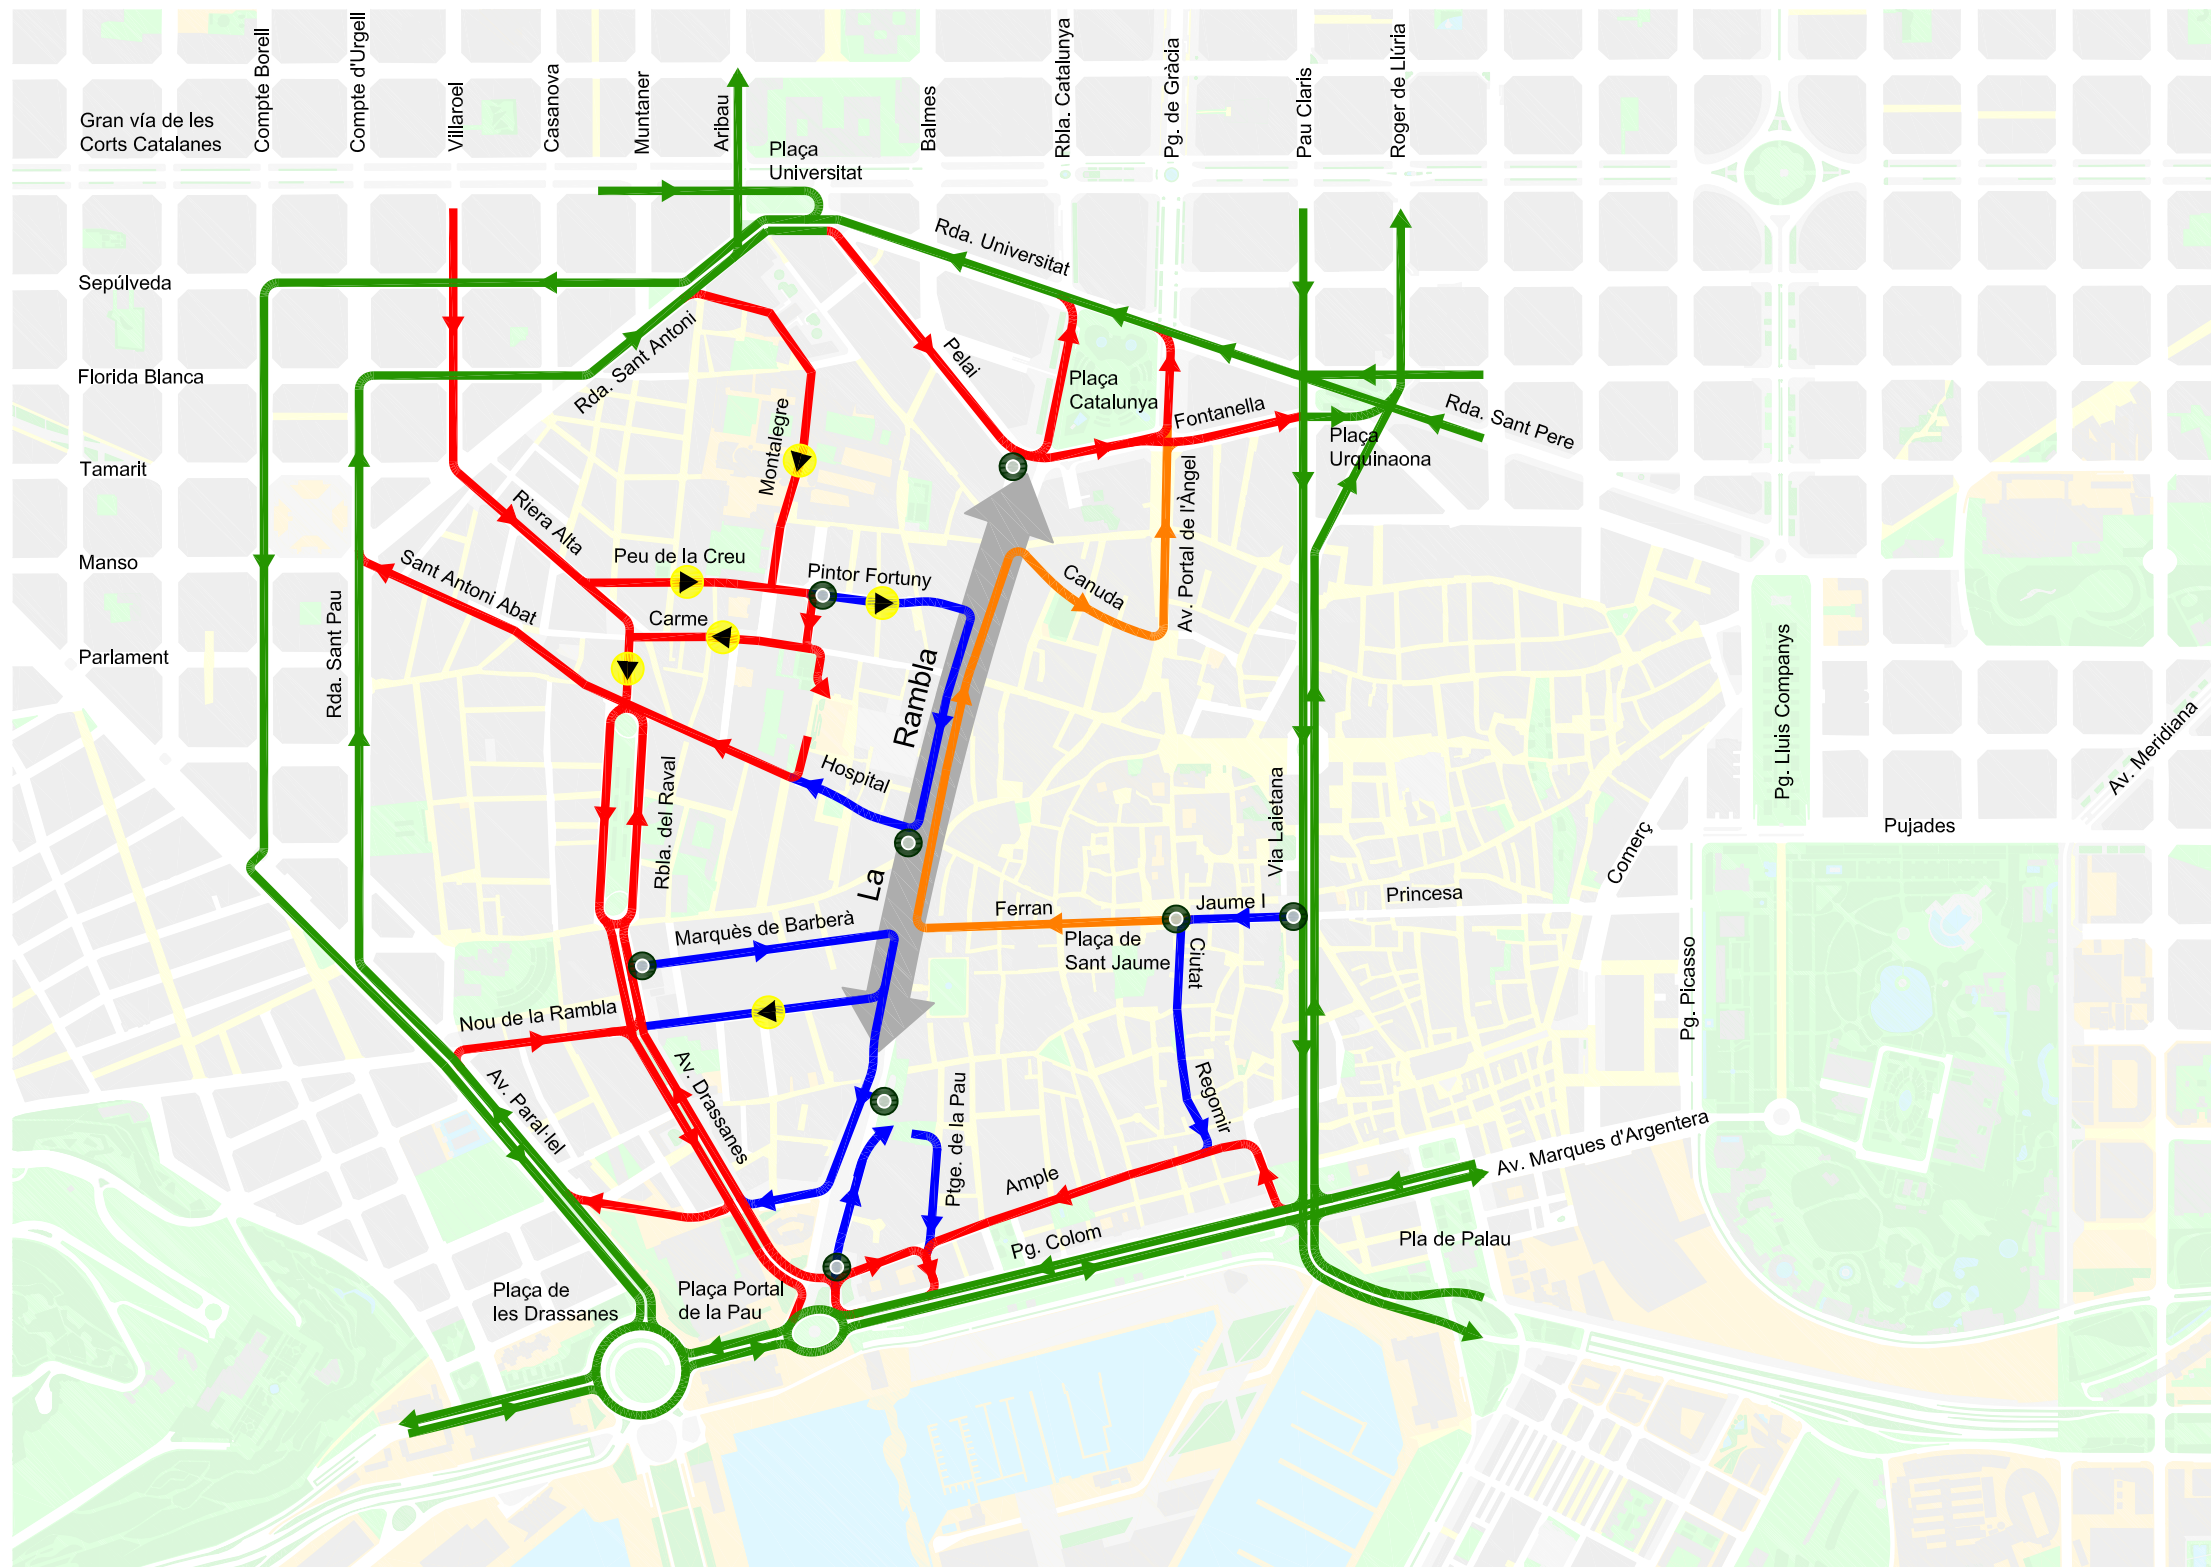 Compte Borell
Compte d'Urgell
Villaroel
Casanova
Muntaner
Aribau
Balmes
Rbla. Catalunya
Pg. de Gràcia
Pau Claris
Roger de Llúria
Gran vía de les
Corts Catalanes
Plaça
Universitat
Rda. Universitat
Sepúlveda
Rda. Sant Antoni
Pelai
Florida Blanca
Plaça
Catalunya
Fontanella
Rda. Sant Pere
Montalegre
Plaça
Urquinaona
Tamarit
Riera Alta
Av. Portal de l'Àngel
Manso
Sant Antoni Abat
Peu de la Creu
Pintor Fortuny
Canuda
Carme
Parlament
Rda. Sant Pau
La Rambla
Pg. Lluis Companys
Av. Meridiana
Hospital
Rbla. del Raval
Via Laietana
Pujades
Comerç
Princesa
Jaume I
Ferran
Marquès de Barberà
Plaça de
Sant Jaume
Ciutat
Pg. Picasso
Nou de la Rambla
Av. Paral·lel
Av. Drassanes
Ptge. de la Pau
Regomir
Av. Marques d'Argentera
Ample
Pg. Colom
Pla de Palau
Plaça de
les Drassanes
Plaça Portal
de la Pau